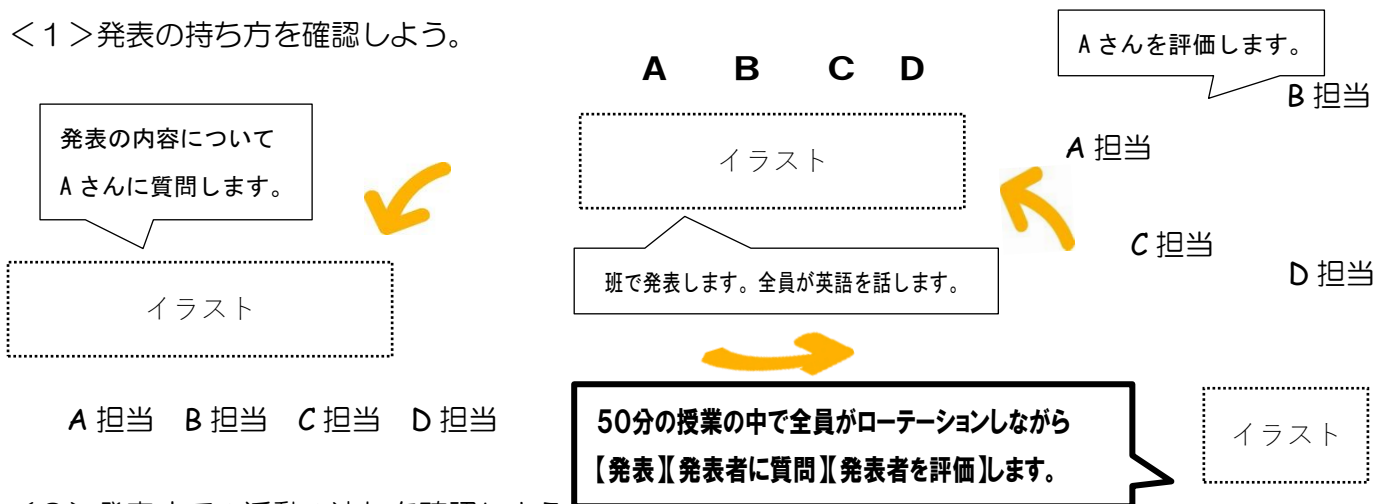 <1>発表の持ち方を確認しよう。
A B C D
Aさんを評価します。
B担当
発表の内容について
Aさんに質問します。
イラスト
A担当
C担当
D担当
班で発表します。全員が英語を話します。
イラスト
A担当 B担当 C担当 D担当
50分の授業の中で全員がローテーションしながら
【発表】【発表者に質問】【発表者を評価】します。
イラスト